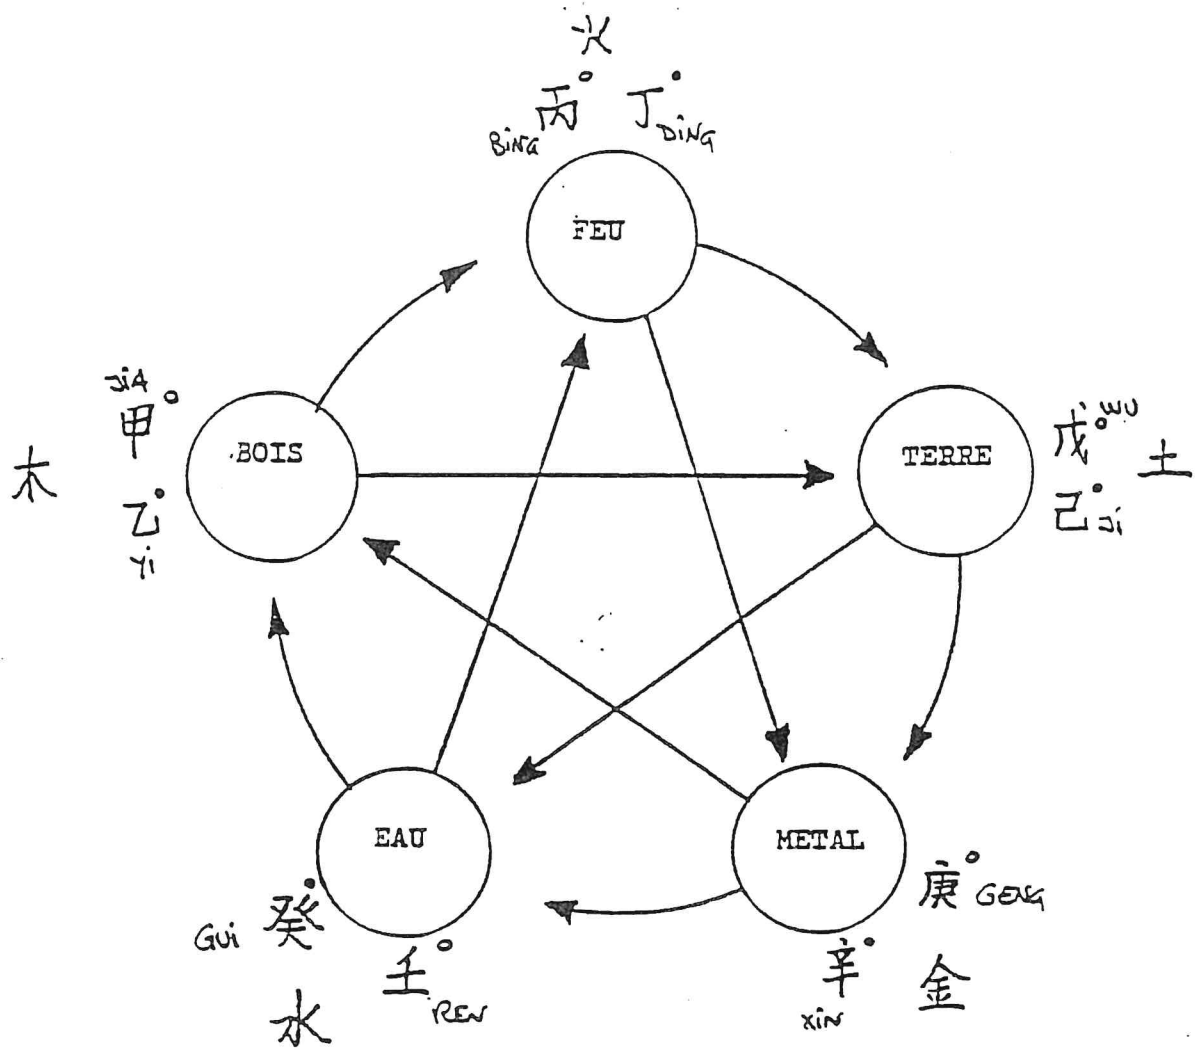 火
丙 丁
BING DING
FEU
JIA
甲
木
乙
yi
BOIS
TERRE
戊 WU
土
己 Ji
EAU
METAL
GUi 癸
壬 REN
水
庚 GENG
辛
XiN
金